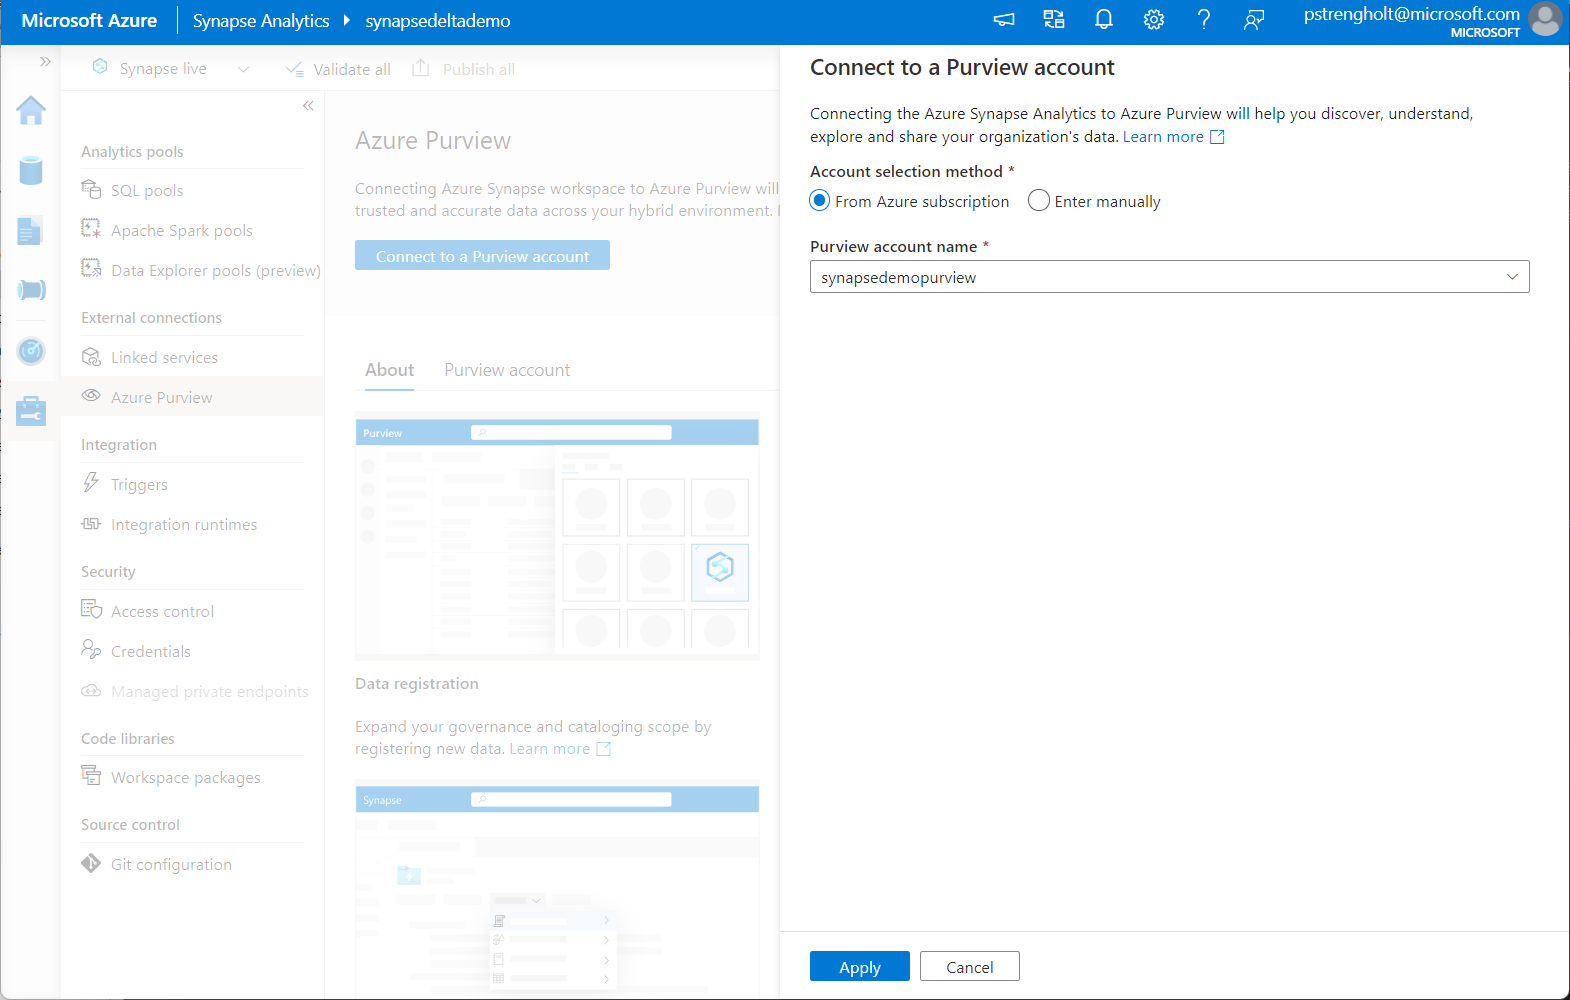 Microsoft Azure
Synapse Analytics
synapsedeltademo
pstrengholt@microsoft.com
MICROSOFT
Synapse live
Validate all
Publish all
Analytics pools
SQL pools
Apache Spark pools
Data Explorer pools (preview)
External connections
Linked services
Azure Purview
Integration
Triggers
Integration runtimes
Security
Access control
Credentials
Managed private endpoints
Code libraries
Workspace packages
Source control
Git configuration
Azure Purview
Connecting Azure Synapse workspace to Azure Purview will
trusted and accurate data across your hybrid environment.
Connect to a Purview account
About
Purview account
Purview
Data registration
Expand your governance and cataloging scope by
registering new data. Learn more
Synapse
Connect to a Purview account
Connecting the Azure Synapse Analytics to Azure Purview will help you discover, understand,
explore and share your organization's data. Learn more
Account selection method *
From Azure subscription
Enter manually
Purview account name *
synapsedemopurview
Apply
Cancel